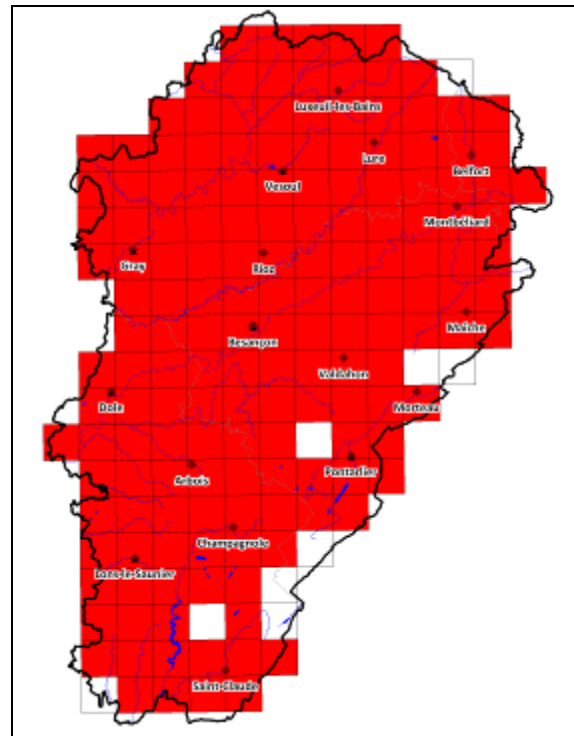 Luxeuil-les-Bains
Lure
Belfort
Vesoul
Montbéliard
Gray
Rioz
Maîche
Besançon
Valdahon
Dole
Morteau
Pontarlier
Arbois
Champagnole
Lons-le-Saunier
Saint-Claude